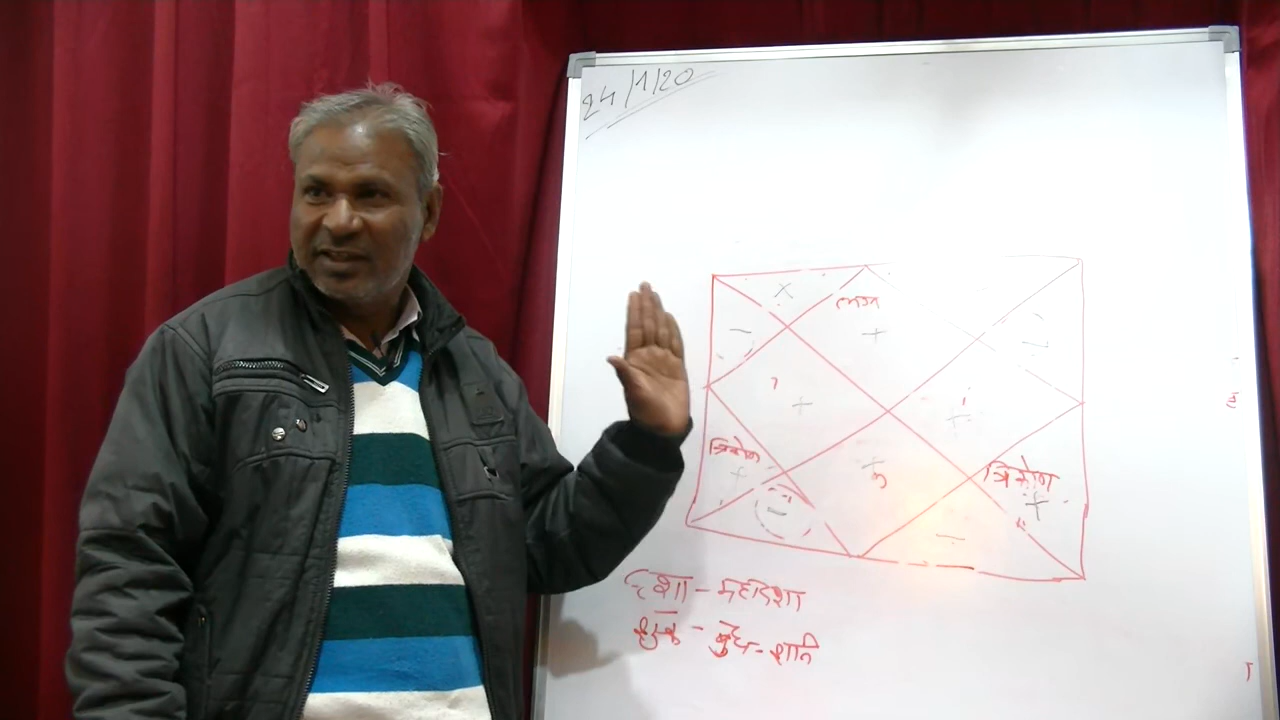 24/1/20
लग्न
त्रिकोण
त्रिकोण
दशा - महादशा
शुक्र - बुध - शनि